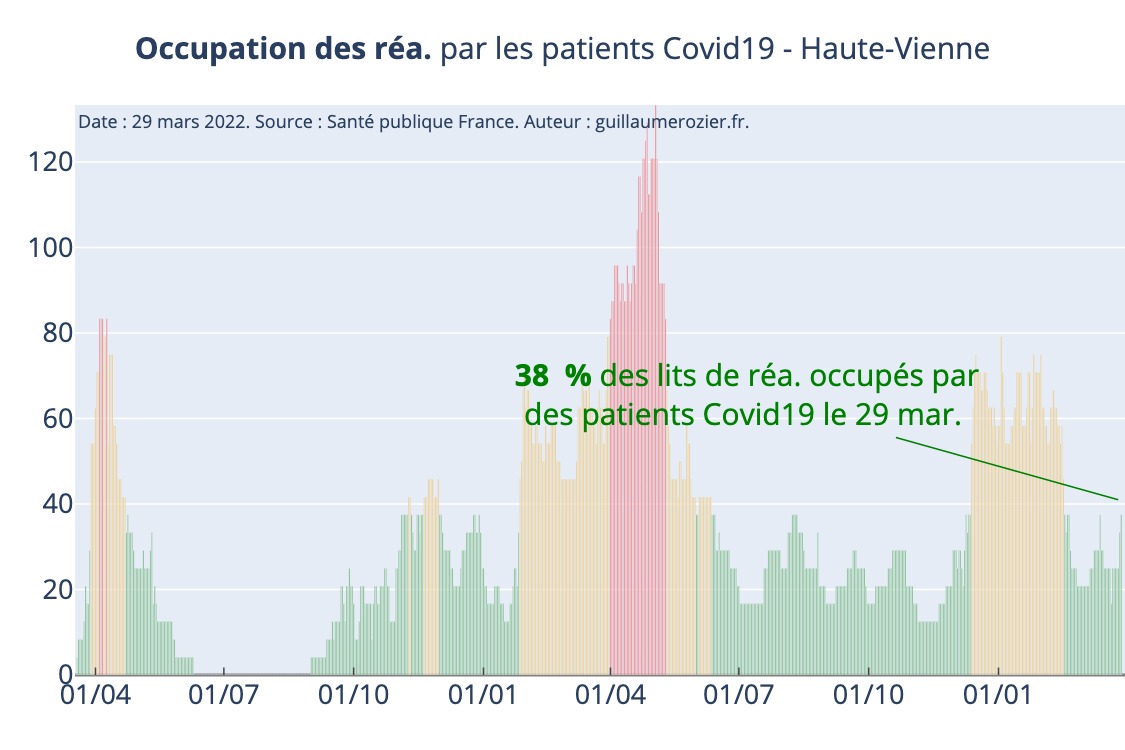 Occupation des réa. par les patients Covid19 - Haute-Vienne
Date : 29 mars 2022. Source : Santé publique France. Auteur : guillaumerozier.fr.
120
100
80
38 % des lits de réa. occupés par
des patients Covid19 le 29 mar.
60
40
20
0
01/04 01/07 01/10 01/01 01/04 01/07 01/10 01/01